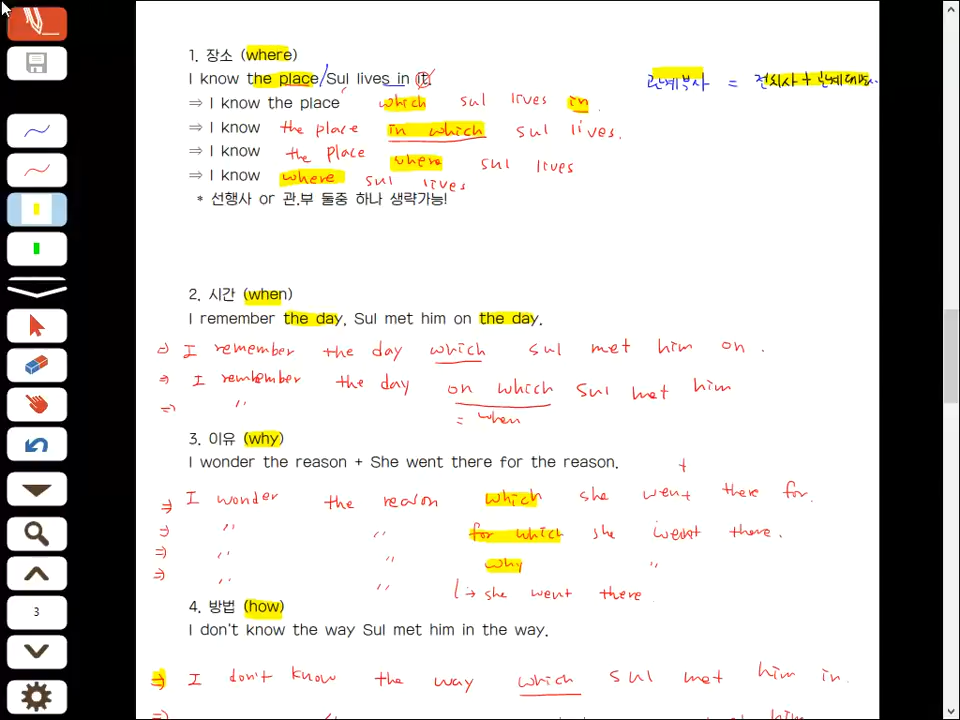 1. 장소 (where)
I know the place/Sul lives in it.
관계부사 = 전치사 + 관계대명사
⇒ I know the place which sul lives in.
⇒ I know the place in which sul lives.
⇒ I know the place where sul lives
⇒ I know where sul lives
* 선행사 or 관.부 둘중 하나 생략가능!
2. 시간 (when)
I remember the day, Sul met him on the day.
⇒ I remember the day which sul met him on.
⇒ I remember the day on which sul met him
⇒ 〃 = when
3. 이유 (why)
I wonder the reason + She went there for the reason.
⇒ I wonder the reason which she went there for.
⇒ 〃 〃 for which she went there.
⇒ 〃 〃 why 〃
⇒ 〃 〃 she went there
4. 방법 (how)
I don't know the way Sul met him in the way.
⇒ I don't know the way which sul met him in.
3